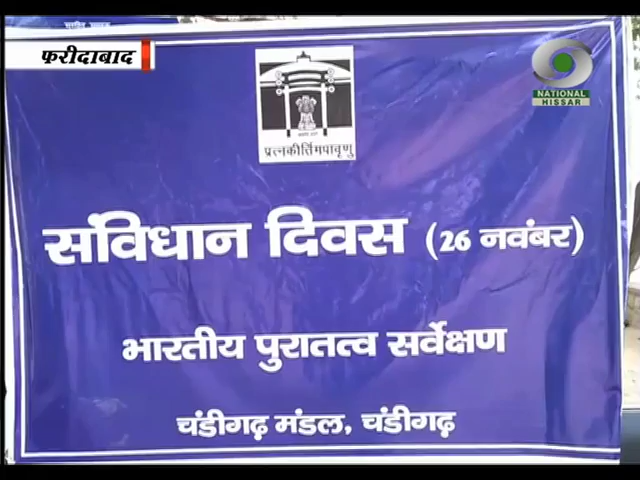 फरीदाबाद
NATIONAL
HISSAR
प्रत्नकीर्तिमपावृणु
संविधान दिवस (26 नवंबर)
भारतीय पुरातत्व सर्वेक्षण
चंडीगढ़ मंडल, चंडीगढ़